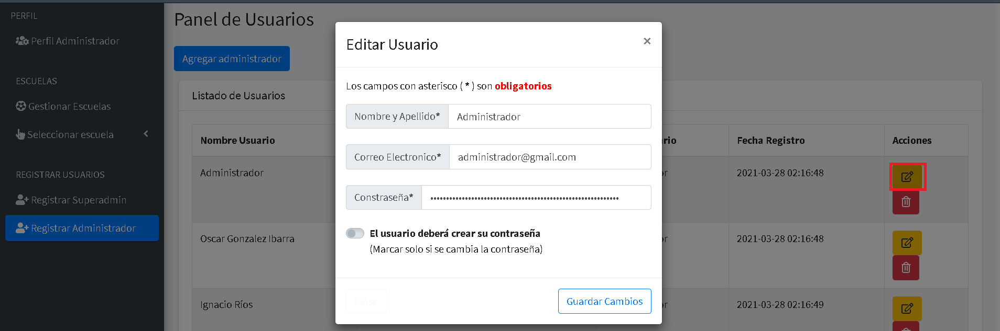 PERFIL
Perfil Administrador
ESCUELAS
Gestionar Escuelas
Seleccionar escuela
REGISTRAR USUARIOS
Registrar Superadmin
Registrar Administrador
Panel de Usuarios
Agregar administrador
Listado de Usuarios
Nombre Usuario
rio
Fecha Registro
Acciones
Administrador
or
2021-03-28 02:16:48
Oscar Gonzalez Ibarra
or
2021-03-28 02:16:48
Ignacio Ríos
or
2021-03-28 02:16:49
Editar Usuario
×
Los campos con asterisco ( * ) son obligatorios
Nombre y Apellido* Administrador
Correo Electronico* administrador@gmail.com
Constraseña* ••••••••••••••••••••••••••••••••••••••••••••••••••••••••••••
El usuario deberá crear su contraseña
(Marcar solo si se cambia la contraseña)
Close
Guardar Cambios